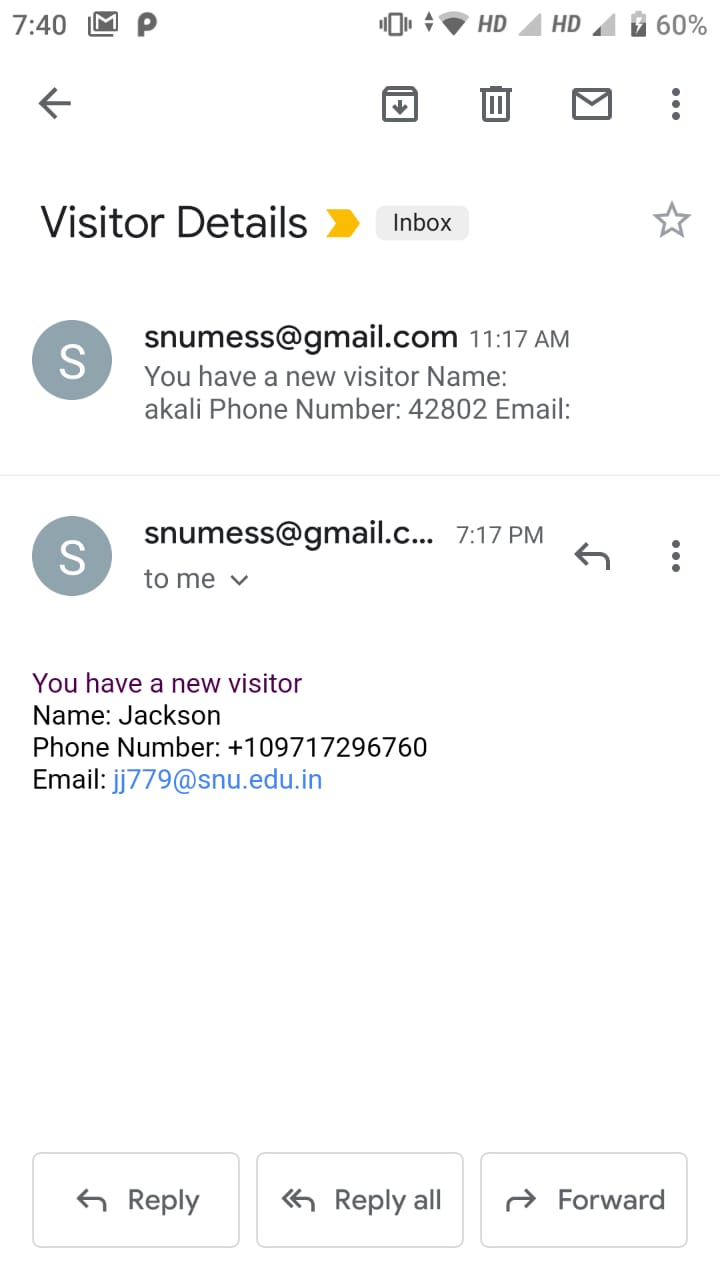 7:40 HD HD 60%
Visitor Details Inbox
S
snumess@gmail.com 11:17 AM
You have a new visitor Name:
akali Phone Number: 42802 Email:
S
snumess@gmail.c... 7:17 PM
to me
You have a new visitor
Name: Jackson
Phone Number: +109717296760
Email: jj779@snu.edu.in
Reply Reply all Forward